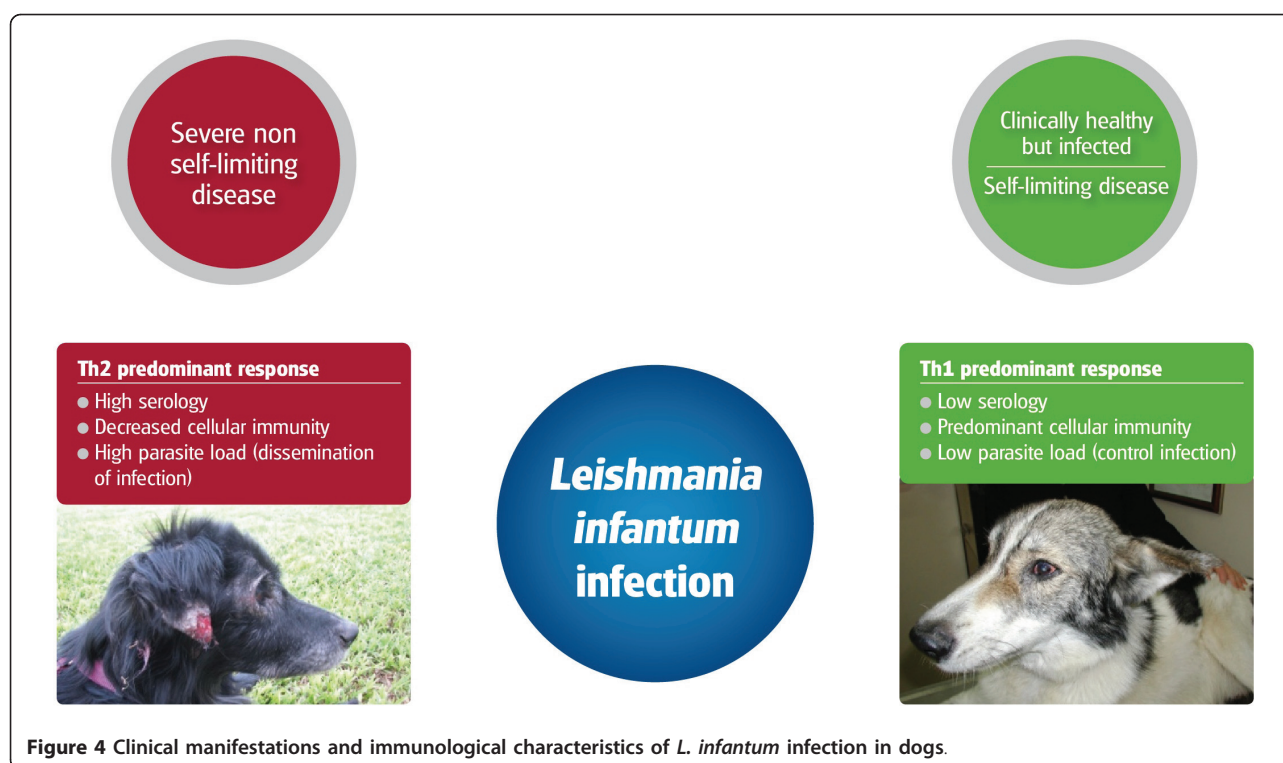 Severe non
self-limiting
disease
Clinically healthy
but infected
Self-limiting disease
Th2 predominant response
● High serology
● Decreased cellular immunity
● High parasite load (dissemination
of infection)
Leishmania
infantum
infection
Th1 predominant response
● Low serology
● Predominant cellular immunity
● Low parasite load (control infection)
Figure 4 Clinical manifestations and immunological characteristics of L. infantum infection in dogs.